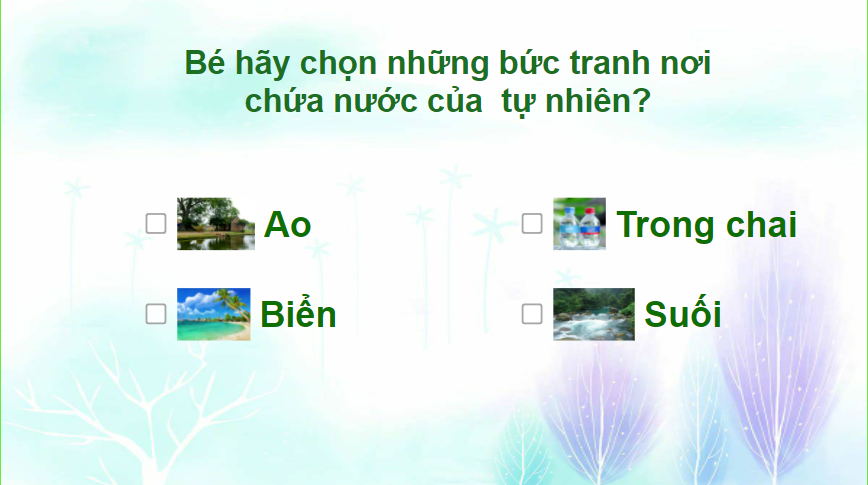 Bé hãy chọn những bức tranh nơi
chứa nước của tự nhiên?
Ao
Trong chai
Biển
Suối